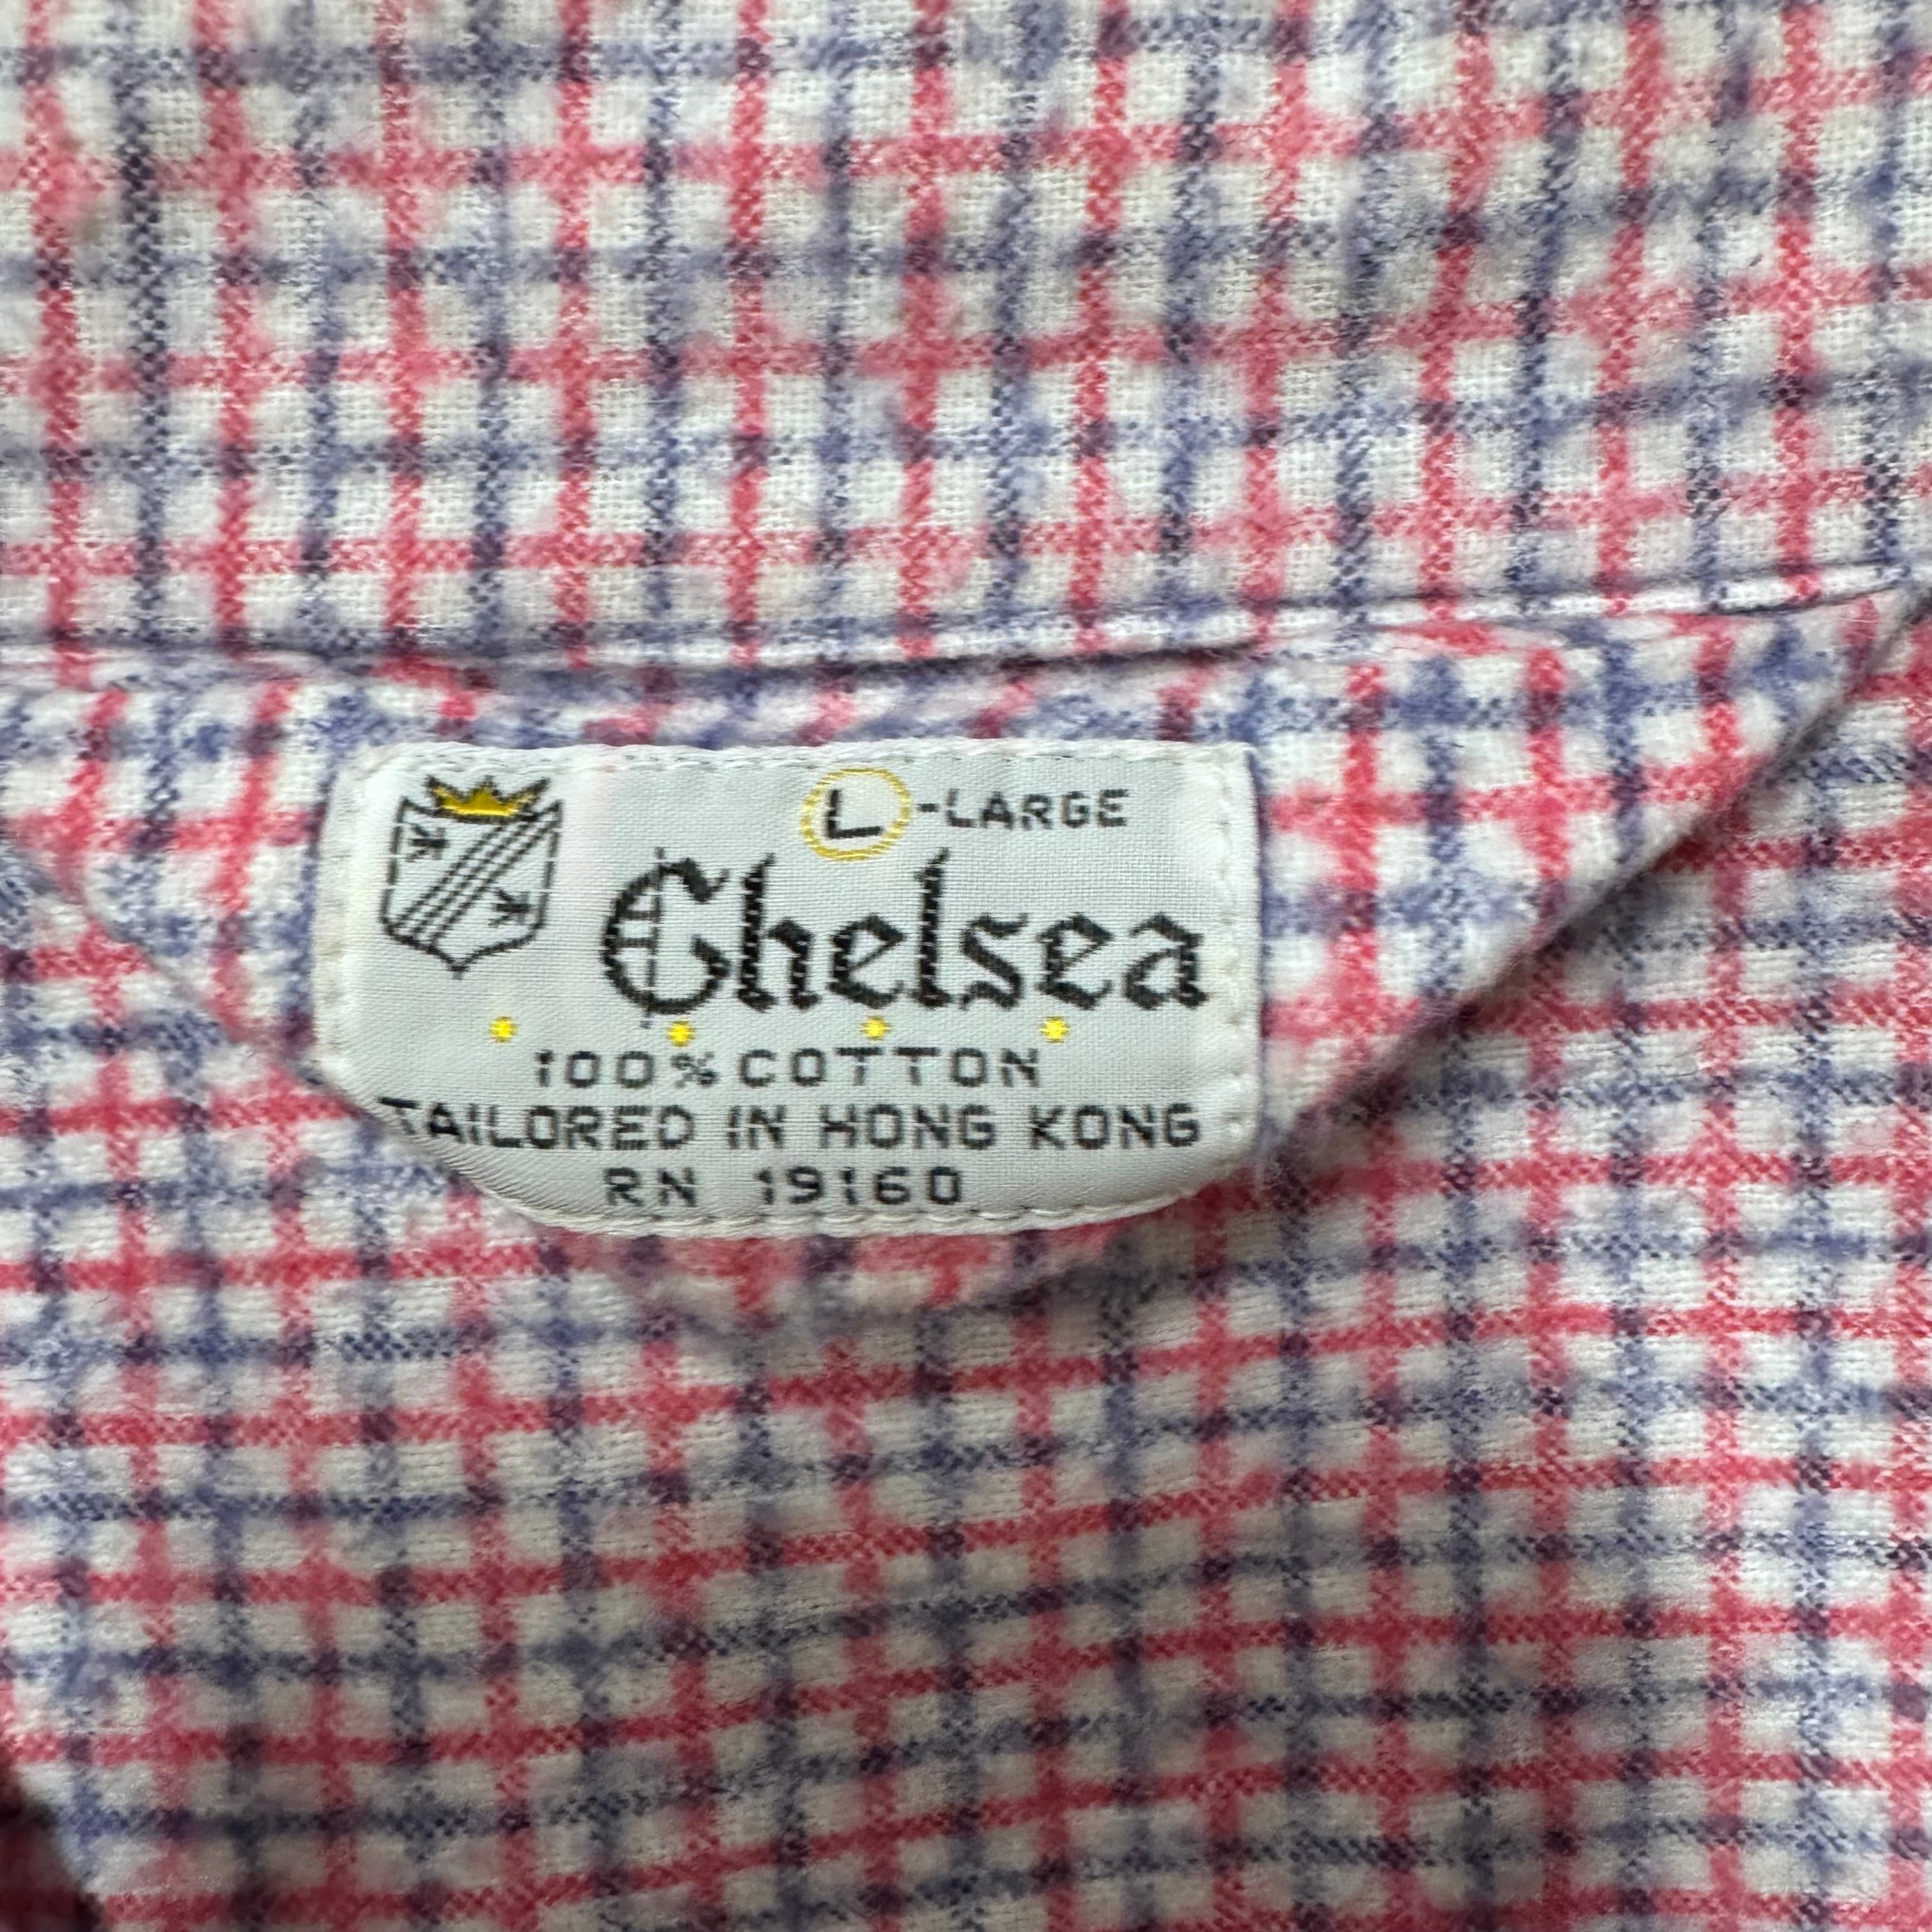 L-LARGE
Chelsea
100% COTTON
TAILORED IN HONG KONG
RN 19160